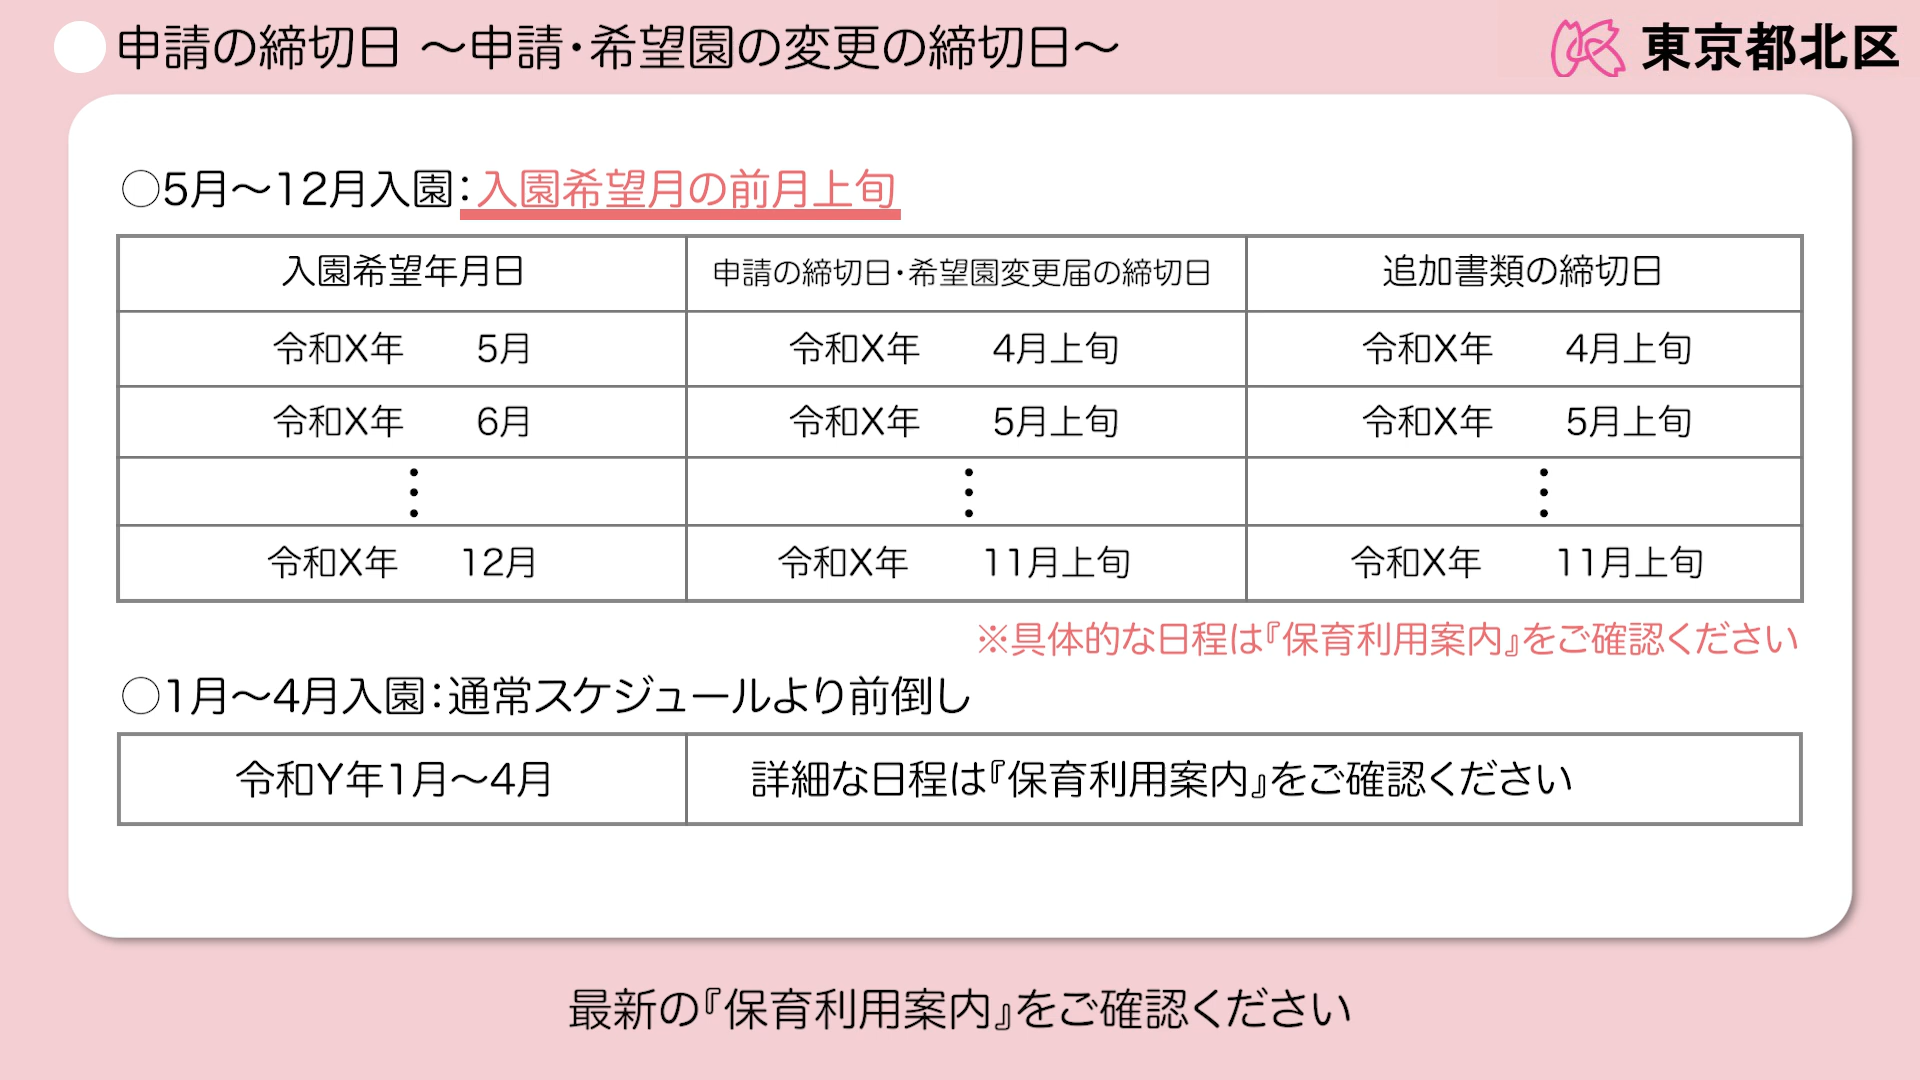 申請の締切日 ～申請・希望園の変更の締切日～
東京都北区
○5月～12月入園：入園希望月の前月上旬
入園希望年月日 申請の締切日・希望園変更届の締切日 追加書類の締切日
令和X年 5月 令和X年 4月上旬 令和X年 4月上旬
令和X年 6月 令和X年 5月上旬 令和X年 5月上旬
⋮ ⋮ ⋮
令和X年 12月 令和X年 11月上旬 令和X年 11月上旬
※具体的な日程は『保育利用案内』をご確認ください
○1月～4月入園：通常スケジュールより前倒し
令和Y年1月～4月 詳細な日程は『保育利用案内』をご確認ください
最新の『保育利用案内』をご確認ください